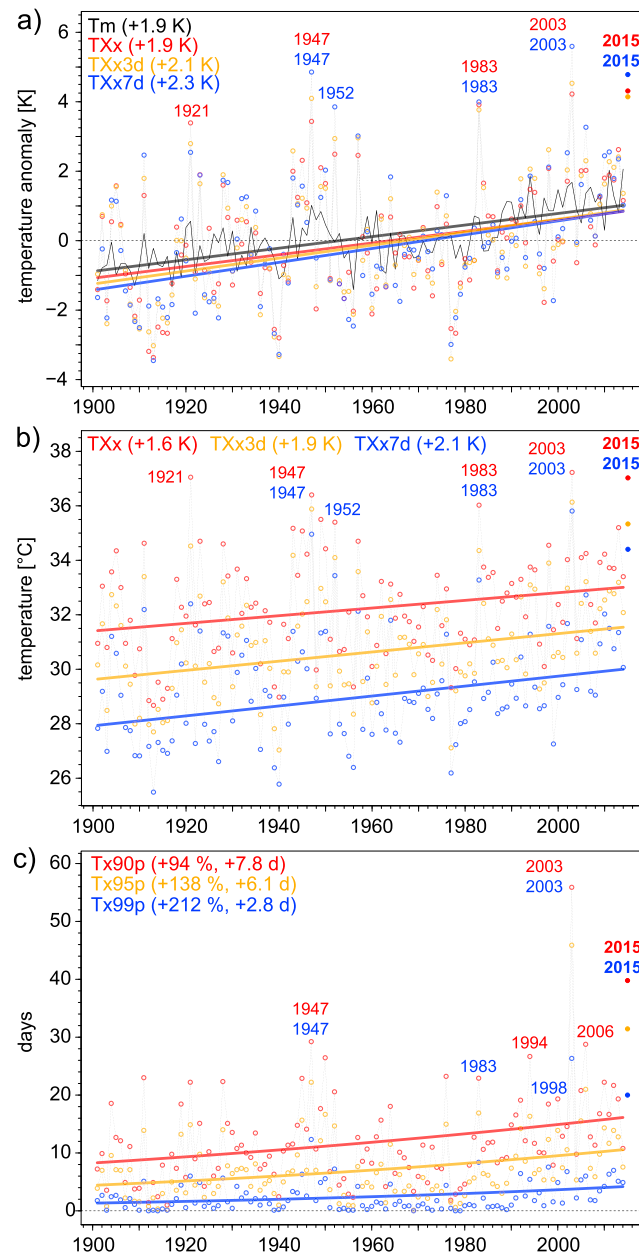 a)
Tm (+1.9 K)
TXx (+1.9 K)
TXx3d (+2.1 K)
TXx7d (+2.3 K)
1921
1947
1947
1952
1983
1983
2003
2003
2015
2015
temperature anomaly [K]
6
4
2
0
−2
−4
1900 1920 1940 1960 1980 2000
b)
TXx (+1.6 K) TXx3d (+1.9 K) TXx7d (+2.1 K)
1921
1947
1947
1952
1983
1983
2003
2003
2015
2015
temperature [°C]
38
36
34
32
30
28
26
1900 1920 1940 1960 1980 2000
c)
Tx90p (+94 %, +7.8 d)
Tx95p (+138 %, +6.1 d)
Tx99p (+212 %, +2.8 d)
1947
1947
1983
1994
1998
2003
2003
2006
2015
2015
days
60
50
40
30
20
10
0
1900 1920 1940 1960 1980 2000